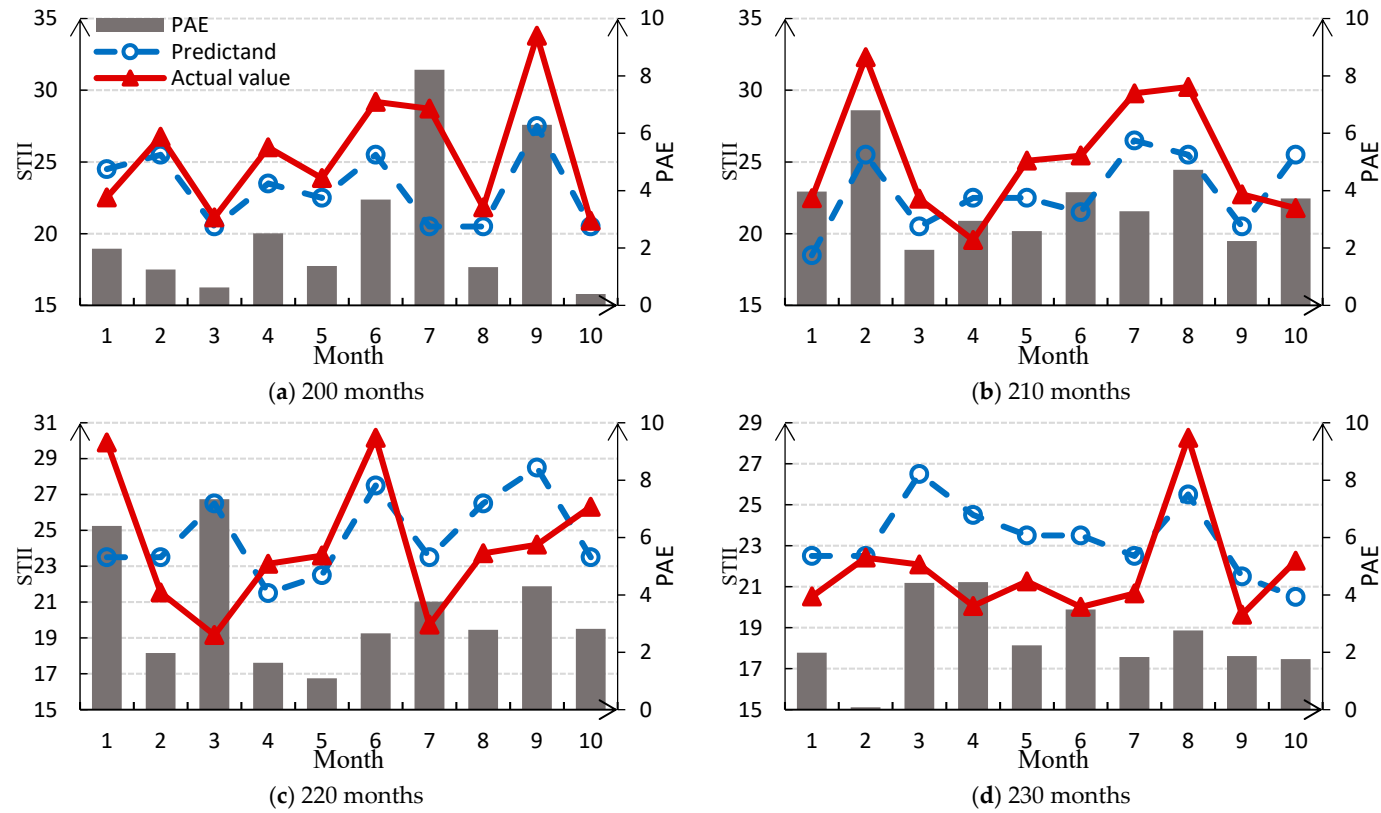 35
30
25
20
15
STII
PAE
Predictand
Actual value
10
8
6
4
2
0
PAE
1 2 3 4 5 6 7 8 9 10
Month
(a) 200 months
35
30
25
20
15
STII
10
8
6
4
2
0
PAE
1 2 3 4 5 6 7 8 9 10
Month
(b) 210 months
31
29
27
25
23
21
19
17
15
STII
10
8
6
4
2
0
PAE
1 2 3 4 5 6 7 8 9 10
Month
(c) 220 months
29
27
25
23
21
19
17
15
STII
10
8
6
4
2
0
PAE
1 2 3 4 5 6 7 8 9 10
Month
(d) 230 months